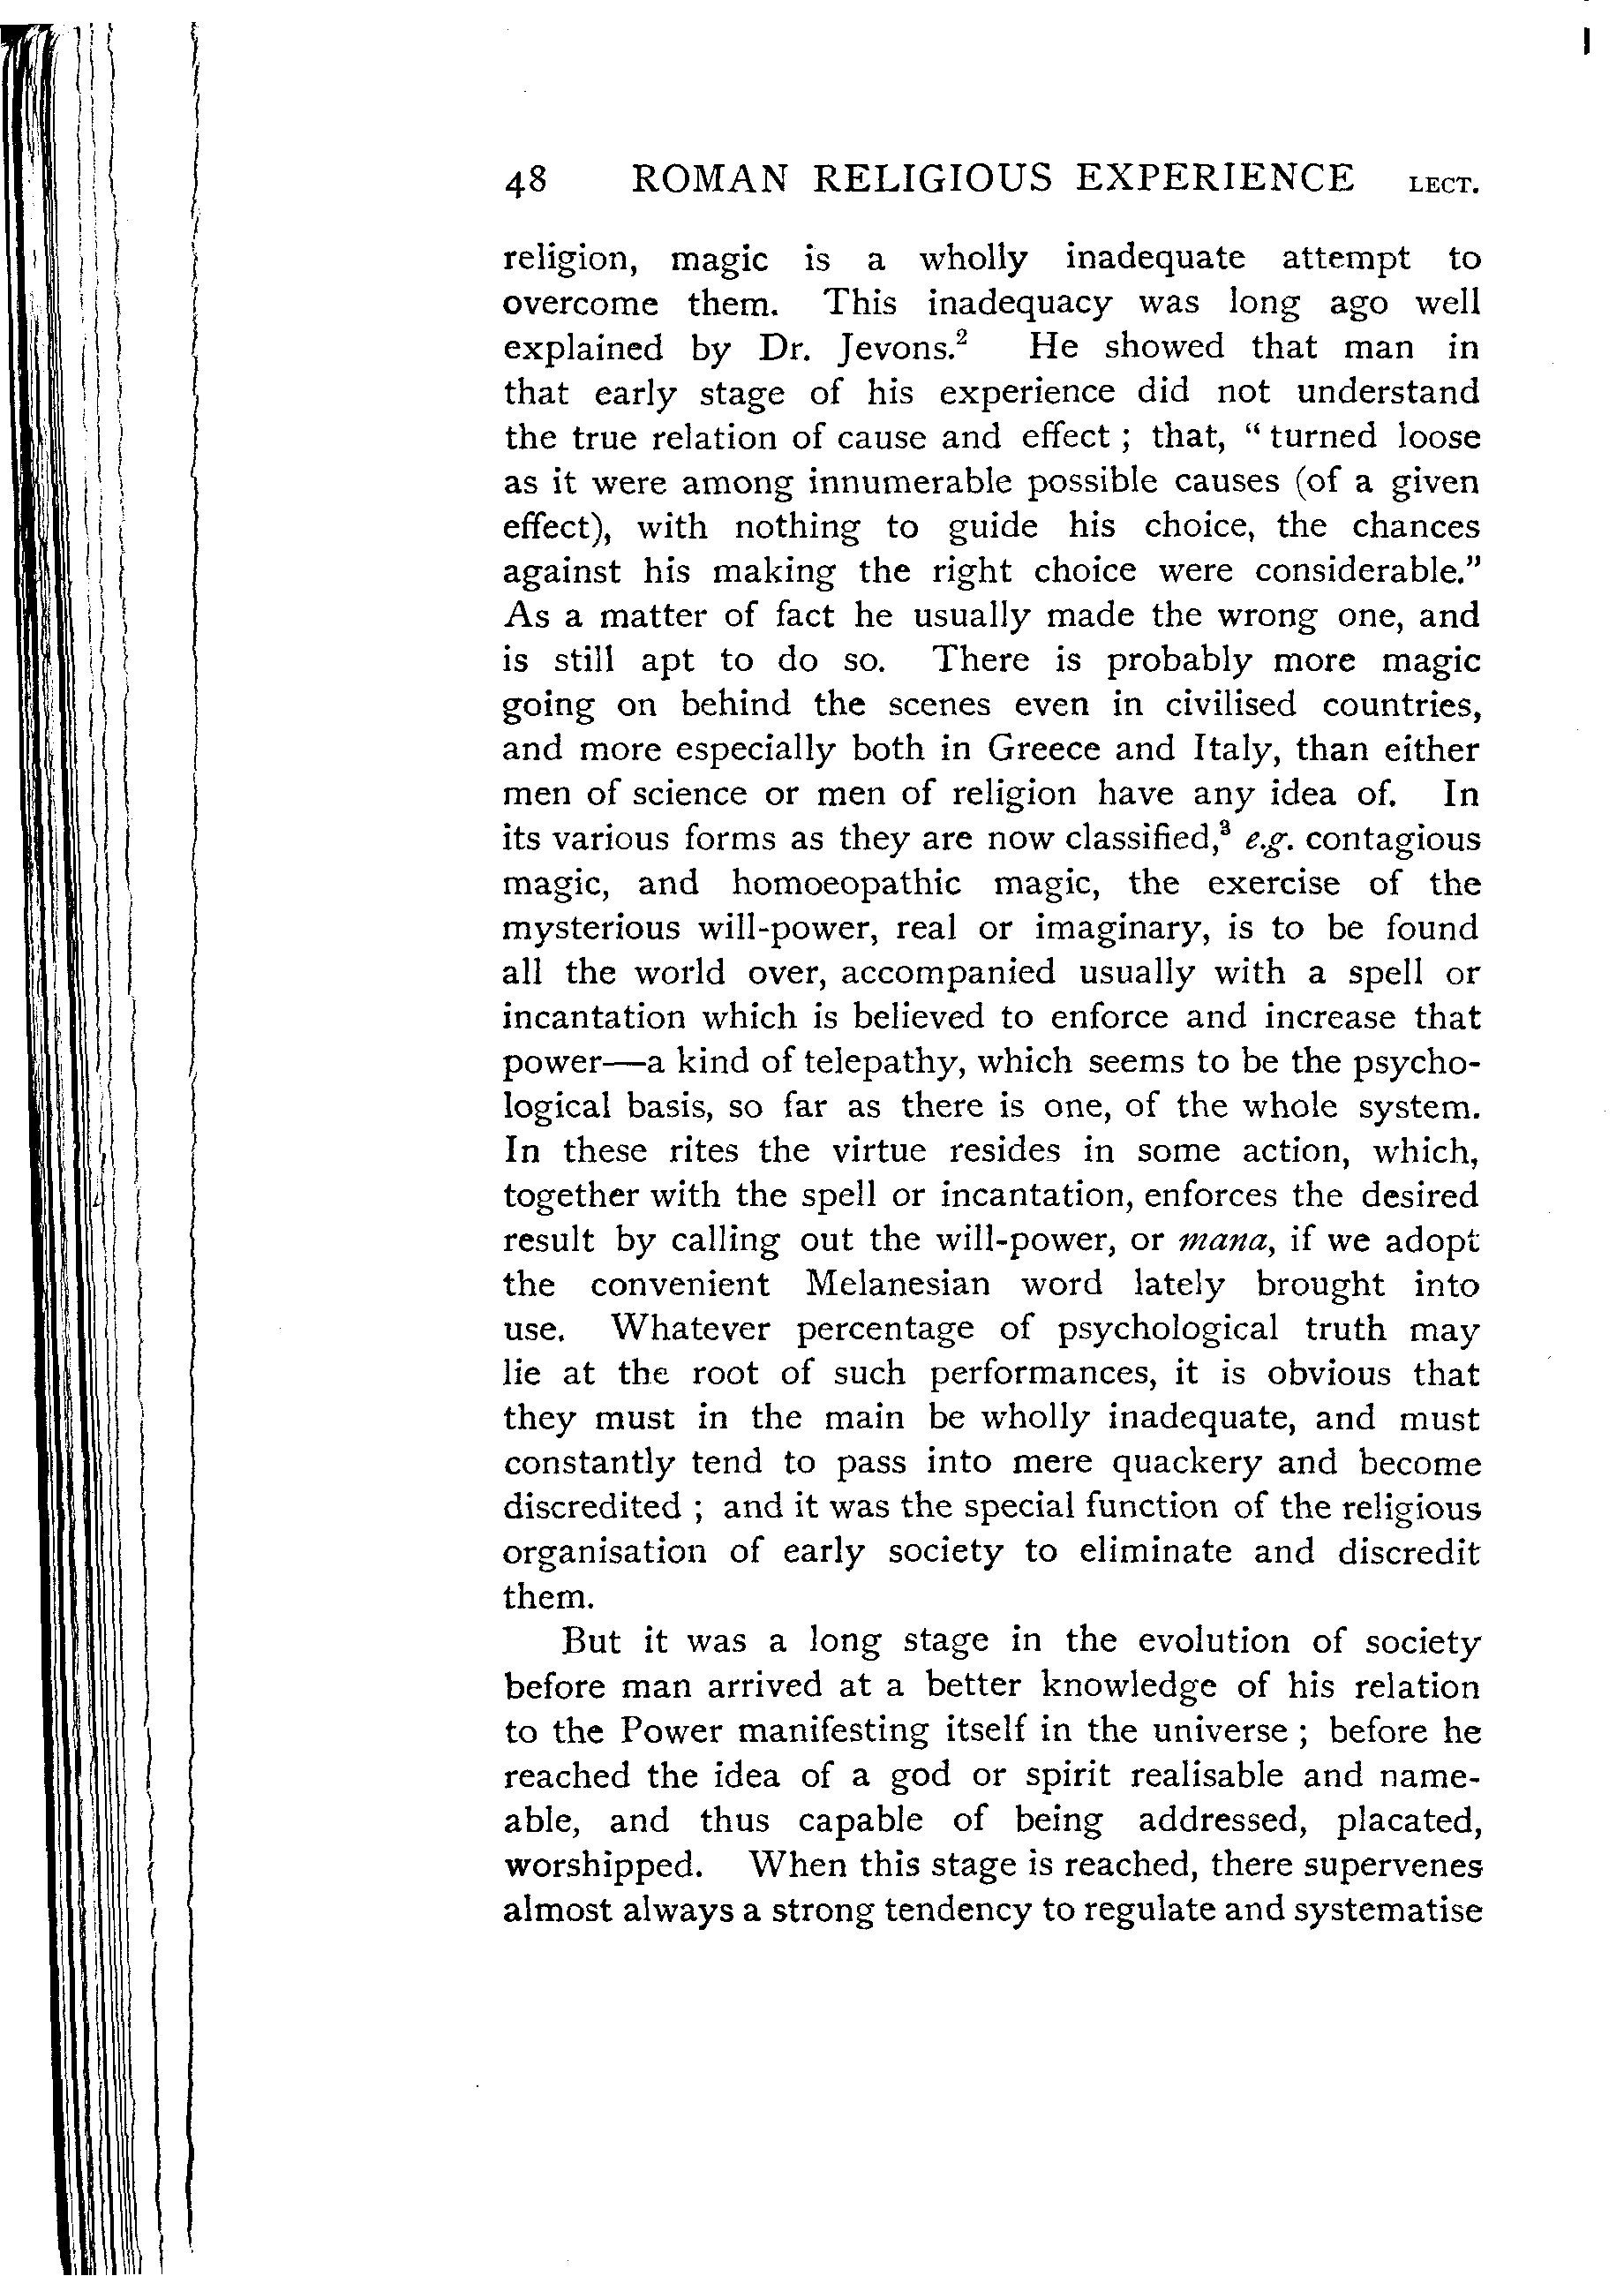 48 ROMAN RELIGIOUS EXPERIENCE LECT.
religion, magic is a wholly inadequate attempt to
overcome them. This inadequacy was long ago well
explained by Dr. Jevons.² He showed that man in
that early stage of his experience did not understand
the true relation of cause and effect ; that, “ turned loose
as it were among innumerable possible causes (of a given
effect), with nothing to guide his choice, the chances
against his making the right choice were considerable.”
As a matter of fact he usually made the wrong one, and
is still apt to do so. There is probably more magic
going on behind the scenes even in civilised countries,
and more especially both in Greece and Italy, than either
men of science or men of religion have any idea of. In
its various forms as they are now classified,³ e.g. contagious
magic, and homoeopathic magic, the exercise of the
mysterious will-power, real or imaginary, is to be found
all the world over, accompanied usually with a spell or
incantation which is believed to enforce and increase that
power—a kind of telepathy, which seems to be the psycho-
logical basis, so far as there is one, of the whole system.
In these rites the virtue resides in some action, which,
together with the spell or incantation, enforces the desired
result by calling out the will-power, or mana, if we adopt
the convenient Melanesian word lately brought into
use. Whatever percentage of psychological truth may
lie at the root of such performances, it is obvious that
they must in the main be wholly inadequate, and must
constantly tend to pass into mere quackery and become
discredited ; and it was the special function of the religious
organisation of early society to eliminate and discredit
them.
But it was a long stage in the evolution of society
before man arrived at a better knowledge of his relation
to the Power manifesting itself in the universe ; before he
reached the idea of a god or spirit realisable and name-
able, and thus capable of being addressed, placated,
worshipped. When this stage is reached, there supervenes
almost always a strong tendency to regulate and systematise